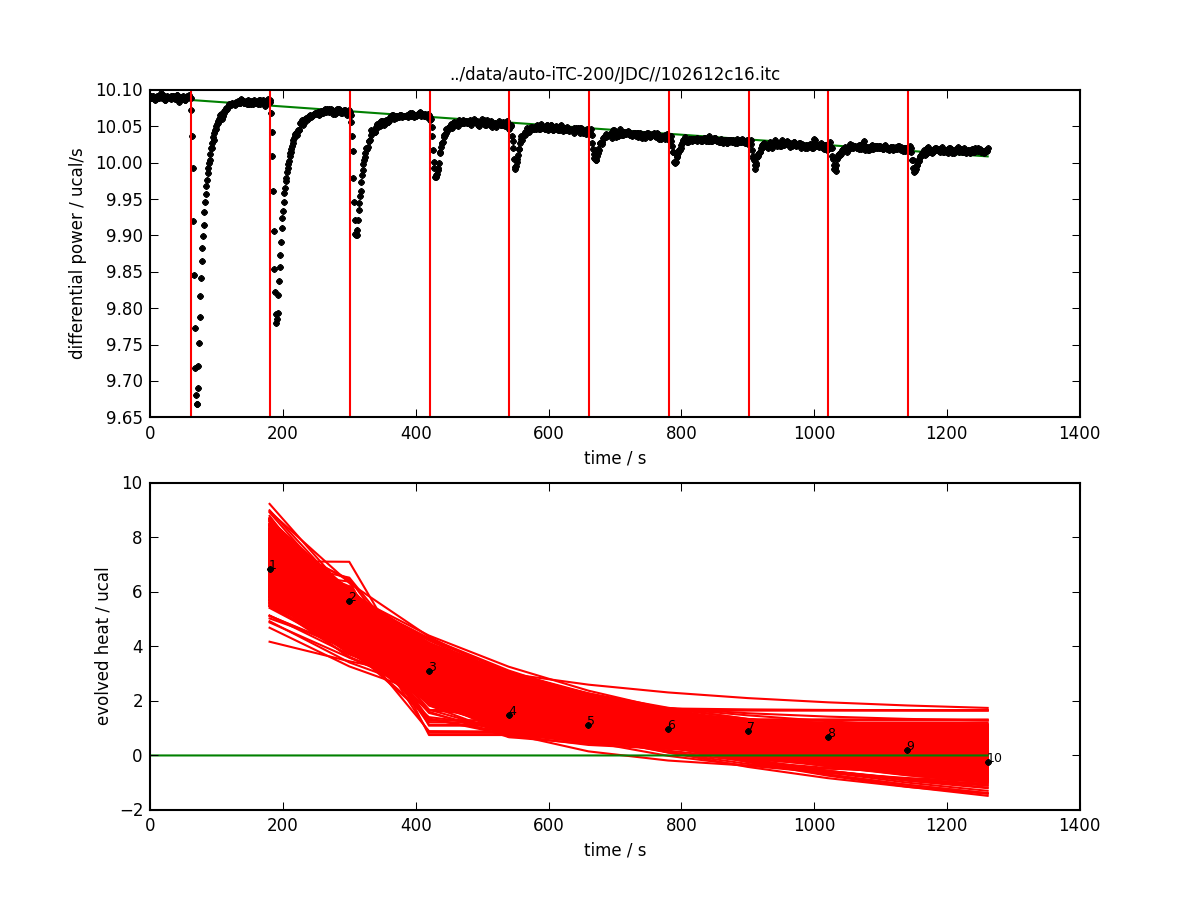 ../data/auto-iTC-200/JDC//102612c16.itc
differential power / ucal/s
10.10
10.05
10.00
9.95
9.90
9.85
9.80
9.75
9.70
9.65
0 200 400 600 800 1000 1200 1400
time / s
evolved heat / ucal
10
8
6
4
2
0
−2
1 2 3 4 5 6 7 8 9 10
0 200 400 600 800 1000 1200 1400
time / s